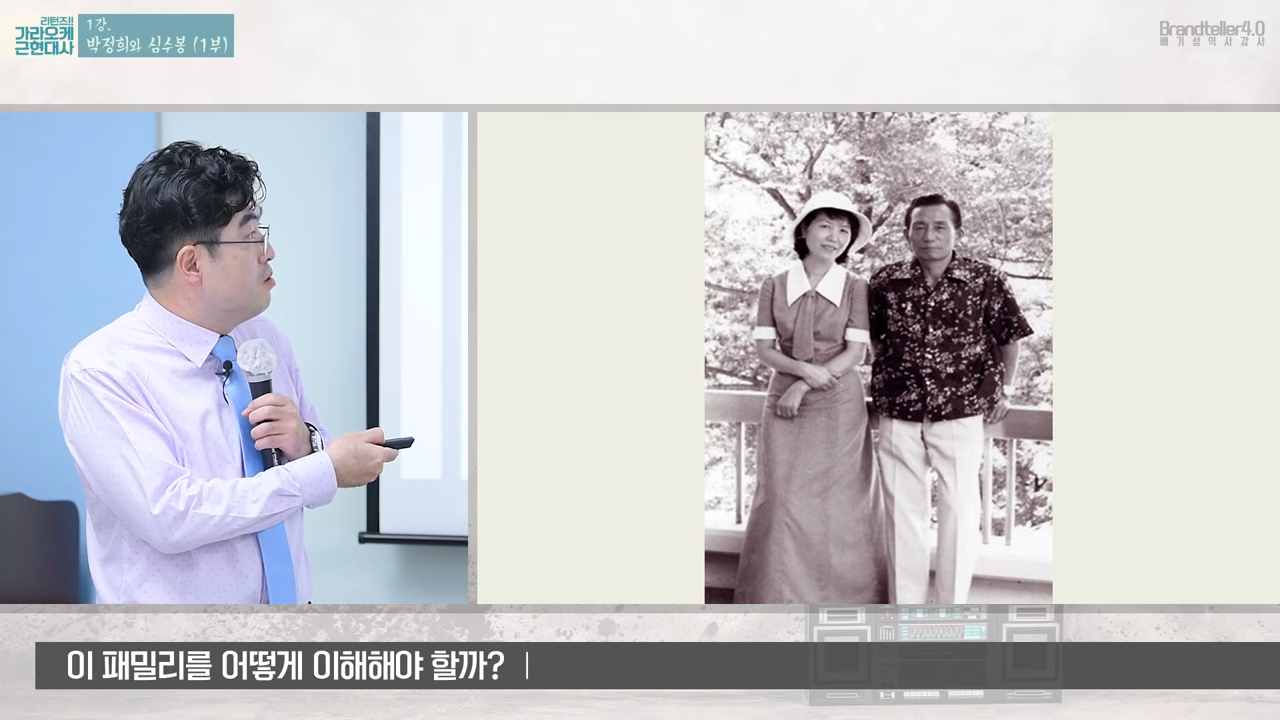 리턴즈!!
가라오케
근현대사
1강.
박정희와 심수봉 (1부)
Brandteller4.0
배기성역사강사
이 패밀리를 어떻게 이해해야 할까?